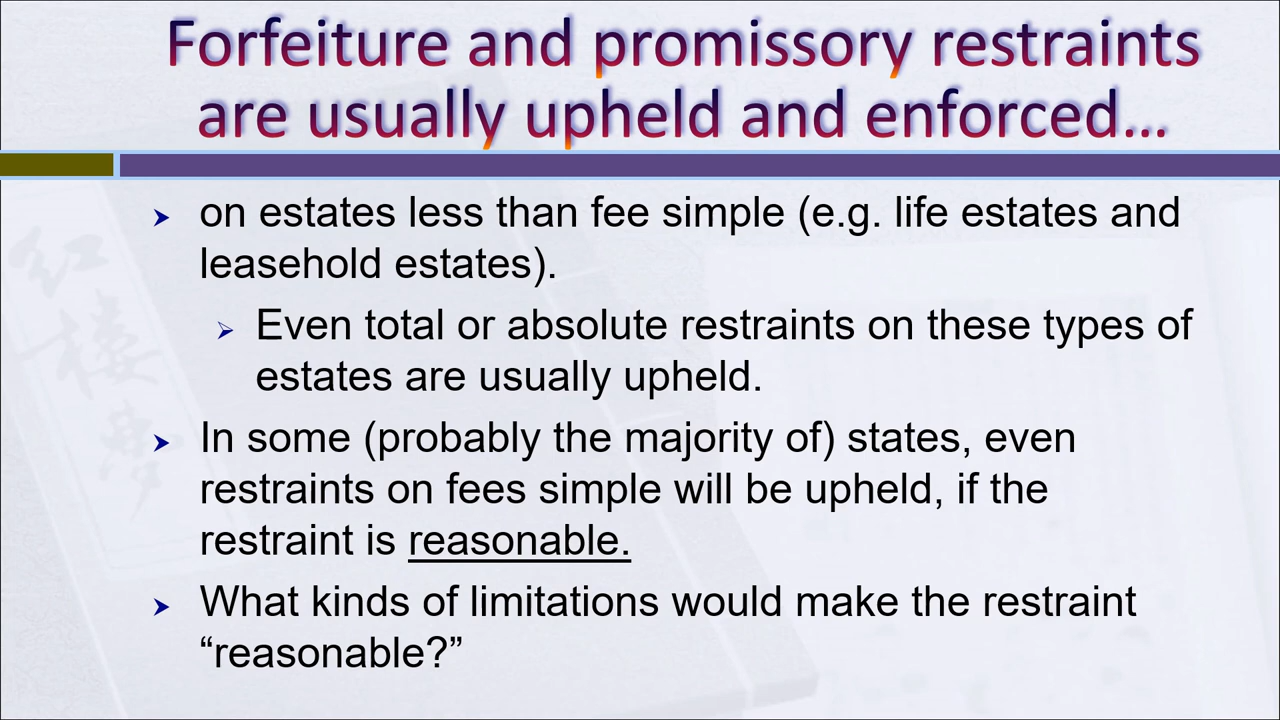 Forfeiture and promissory restraints
are usually upheld and enforced…
on estates less than fee simple (e.g. life estates and
leasehold estates).
Even total or absolute restraints on these types of
estates are usually upheld.
In some (probably the majority of) states, even
restraints on fees simple will be upheld, if the
restraint is reasonable.
What kinds of limitations would make the restraint
“reasonable?”
红
楼
梦